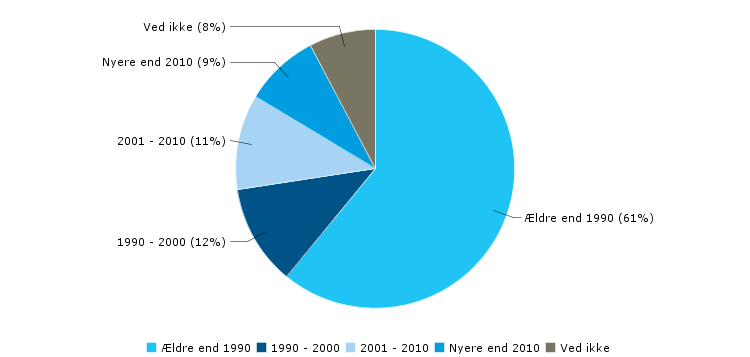 Ved ikke (8%)
Nyere end 2010 (9%)
2001 - 2010 (11%)
Ældre end 1990 (61%)
1990 - 2000 (12%)
Ældre end 1990 1990 - 2000 2001 - 2010 Nyere end 2010 Ved ikke